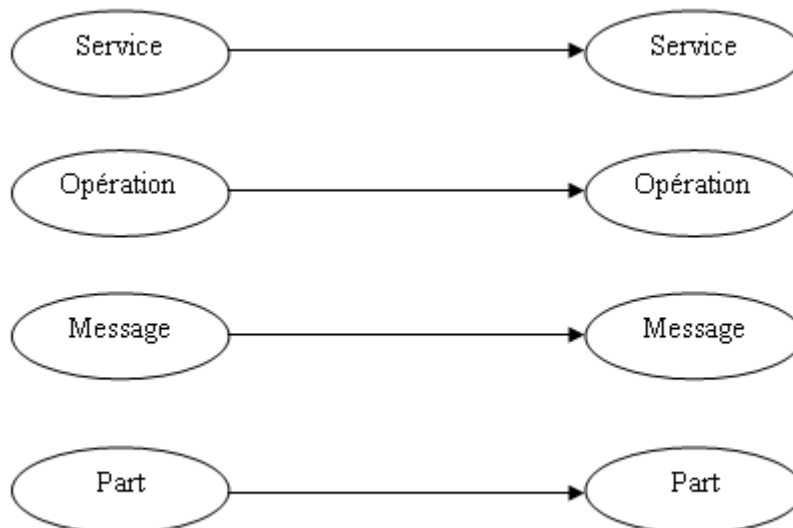 Service
Service
Opération
Opération
Message
Message
Part
Part